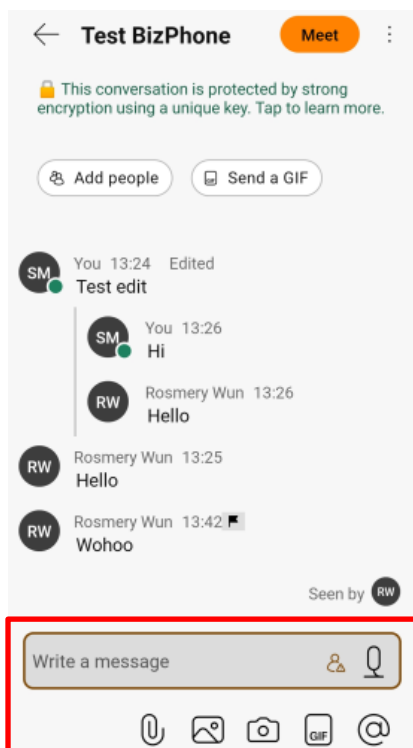 Test BizPhone
Meet
This conversation is protected by strong
encryption using a unique key. Tap to learn more.
Add people
Send a GIF
SM
You 13:24 Edited
Test edit
SM
You 13:26
Hi
RW
Rosmery Wun 13:26
Hello
RW
Rosmery Wun 13:25
Hello
RW
Rosmery Wun 13:42
Wohoo
Seen by RW
Write a message
GIF
@